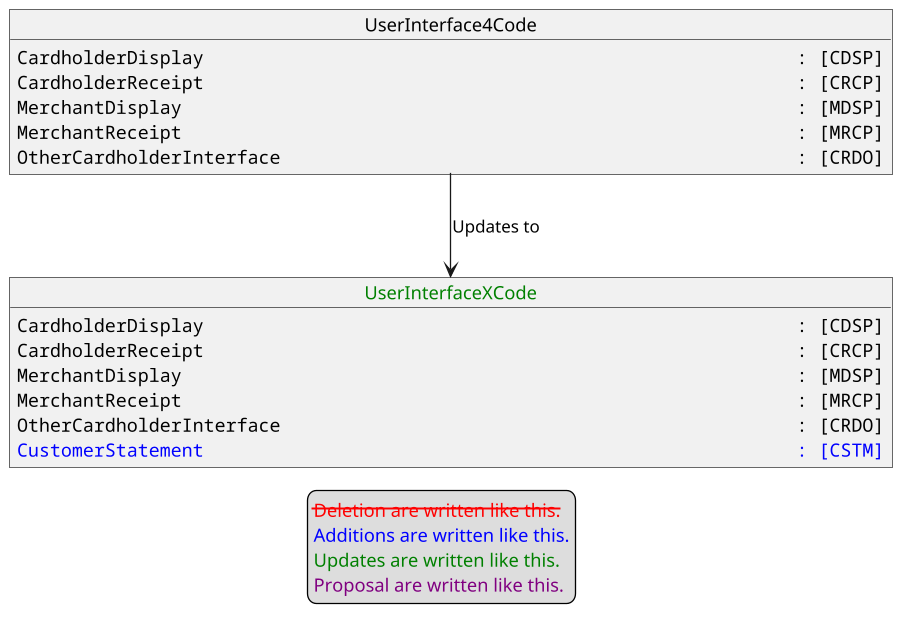 UserInterface4Code
CardholderDisplay : [CDSP]
CardholderReceipt : [CRCP]
MerchantDisplay : [MDSP]
MerchantReceipt : [MRCP]
OtherCardholderInterface : [CRDO]
Updates to
UserInterfaceXCode
CardholderDisplay : [CDSP]
CardholderReceipt : [CRCP]
MerchantDisplay : [MDSP]
MerchantReceipt : [MRCP]
OtherCardholderInterface : [CRDO]
CustomerStatement : [CSTM]
Deletion are written like this.
Additions are written like this.
Updates are written like this.
Proposal are written like this.